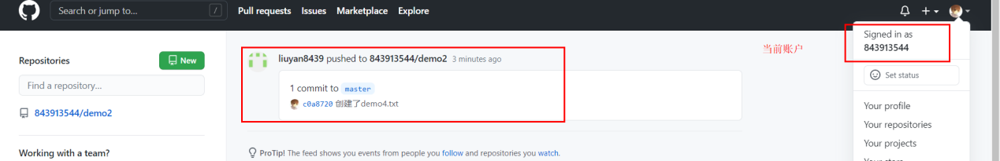 Search or jump to... /
Pull requests Issues Marketplace Explore
Signed in as
843913544
当前账户
Repositories
New
liuyan8439 pushed to 843913544/demo2 3 minutes ago
Find a repository...
1 commit to master
c0a8720 创建了demo4.txt
Set status
843913544/demo2
Your profile
Your repositories
Your projects
Working with a team?
ProTip! The feed shows you events from people you follow and repositories you watch.
Your stars